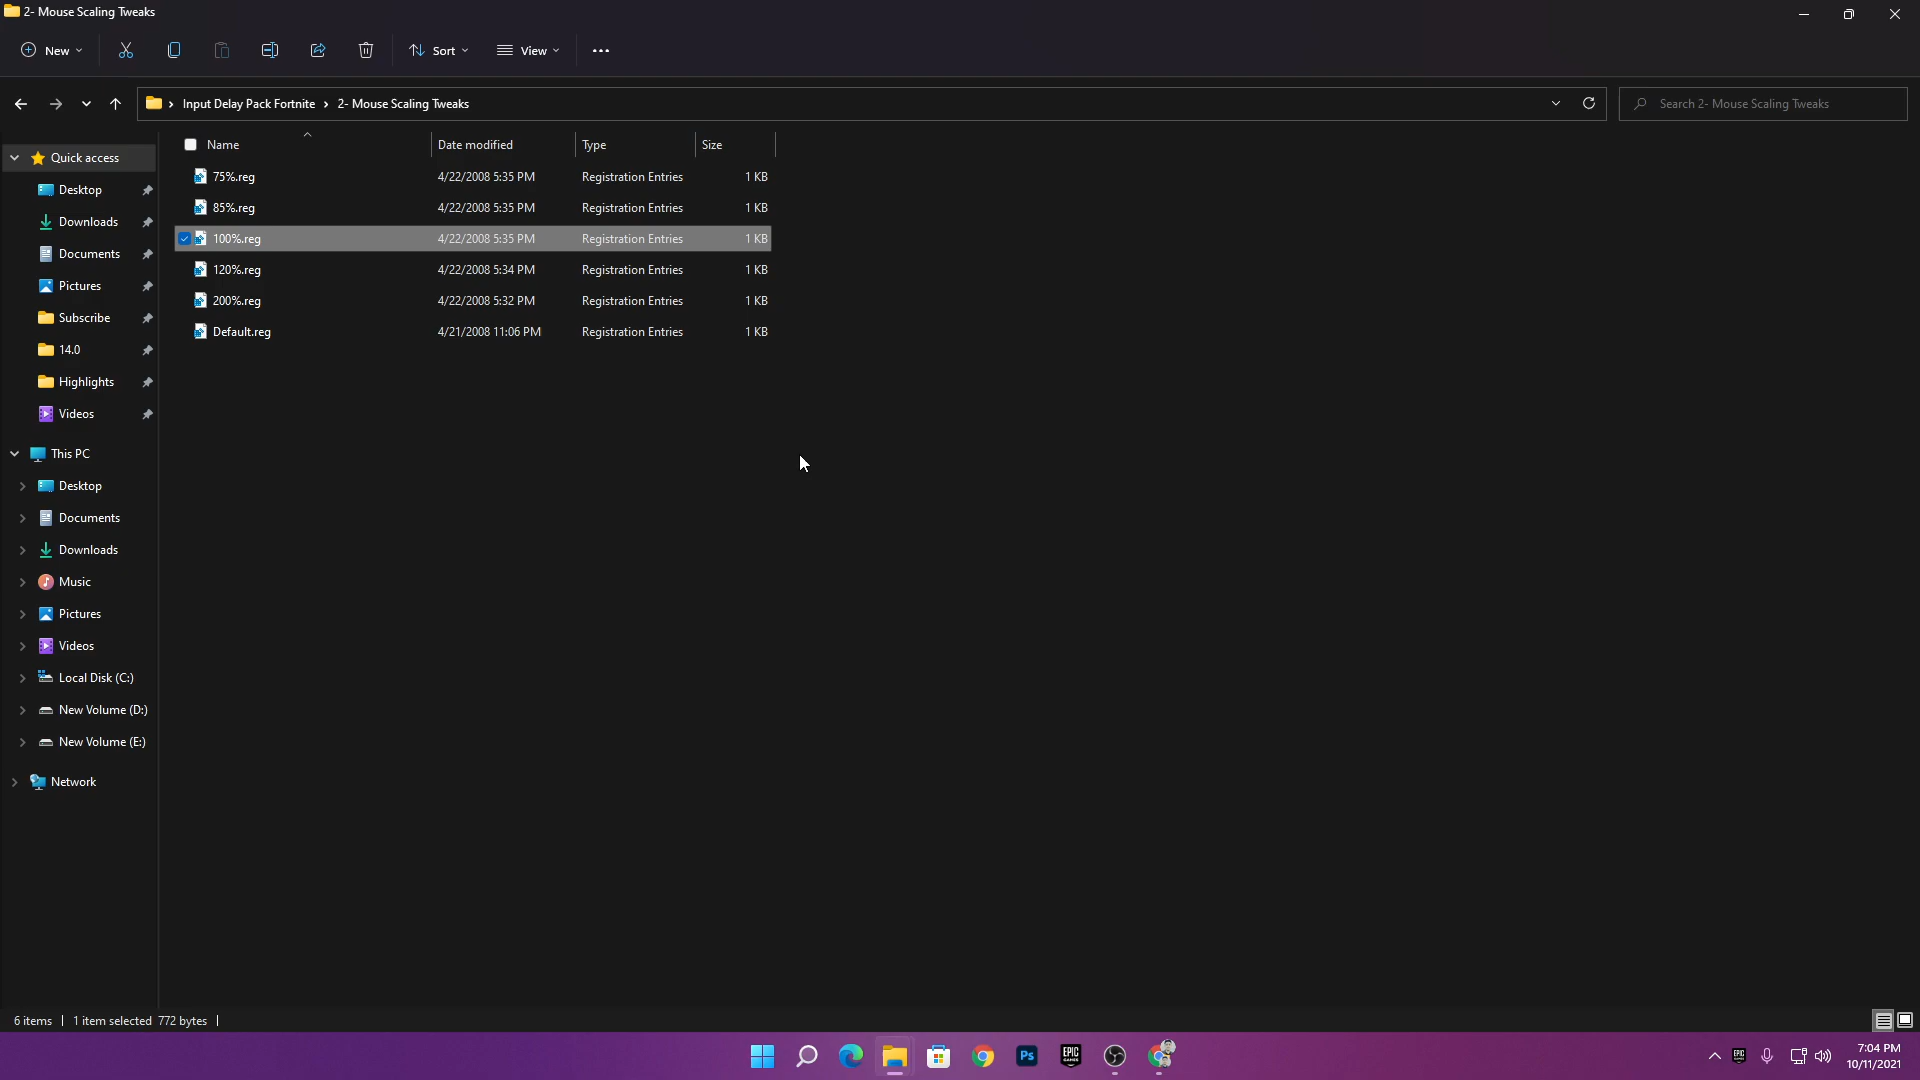 2- Mouse Scaling Tweaks
New
Sort
View
Input Delay Pack Fortnite
2- Mouse Scaling Tweaks
Search 2- Mouse Scaling Tweaks
Quick access
Desktop
Downloads
Documents
Pictures
Subscribe
14.0
Highlights
Videos
This PC
Desktop
Documents
Downloads
Music
Pictures
Videos
Local Disk (C:)
New Volume (D:)
New Volume (E:)
Network
Name Date modified Type Size
75%.reg 4/22/2008 5:35 PM Registration Entries 1 KB
85%.reg 4/22/2008 5:35 PM Registration Entries 1 KB
100%.reg 4/22/2008 5:35 PM Registration Entries 1 KB
120%.reg 4/22/2008 5:34 PM Registration Entries 1 KB
200%.reg 4/22/2008 5:32 PM Registration Entries 1 KB
Default.reg 4/21/2008 11:06 PM Registration Entries 1 KB
6 items 1 item selected 772 bytes
Ps
EPIC
GAMES
7:04 PM
10/11/2021